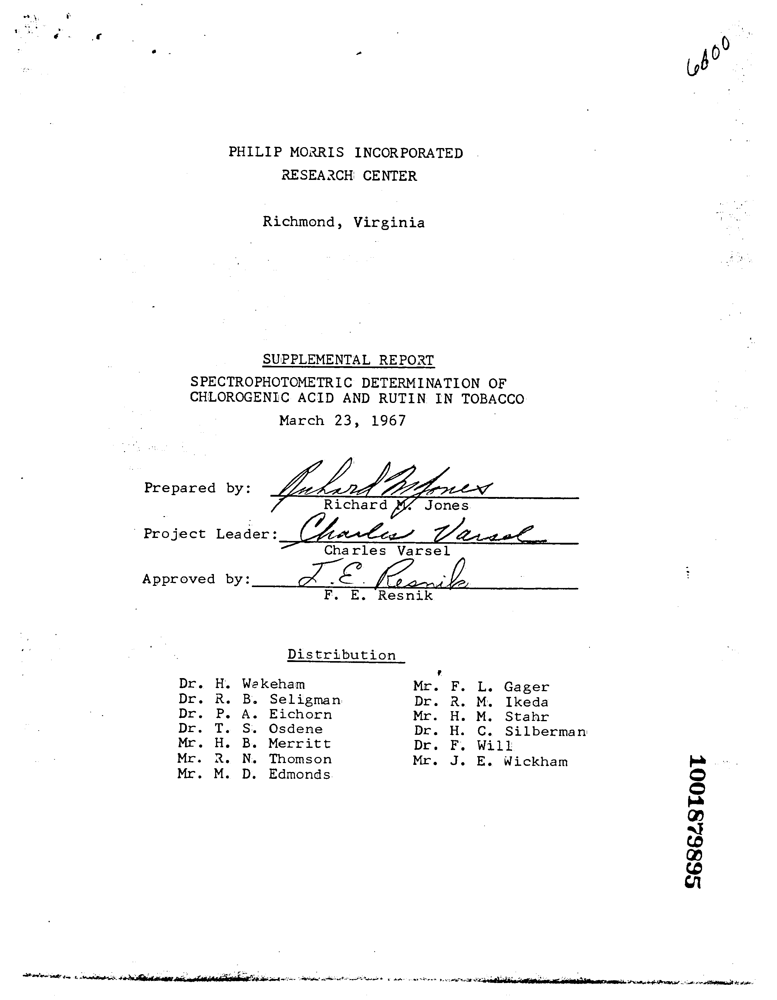 6600
PHILIP MORRIS INCORPORATED
RESEARCH CENTER
Richmond, Virginia
SUPPLEMENTAL REPORT
SPECTROPHOTOMETRIC DETERMINATION OF
CHLOROGENIC ACID AND RUTIN IN TOBACCO
March 23, 1967
Prepared by: Richard M Jones
Richard M. Jones
Project Leader: Charles Varsel
Charles Varsel
Approved by: F. E. Resnik
F. E. Resnik
Distribution
Dr. H. Wakeham
Dr. R. B. Seligman
Dr. P. A. Eichorn
Dr. T. S. Osdene
Mr. H. B. Merritt
Mr. R. N. Thomson
Mr. M. D. Edmonds
Mr. F. L. Gager
Dr. R. M. Ikeda
Mr. H. M. Stahr
Dr. H. C. Silberman
Dr. F. Will
Mr. J. E. Wickham
1001879895